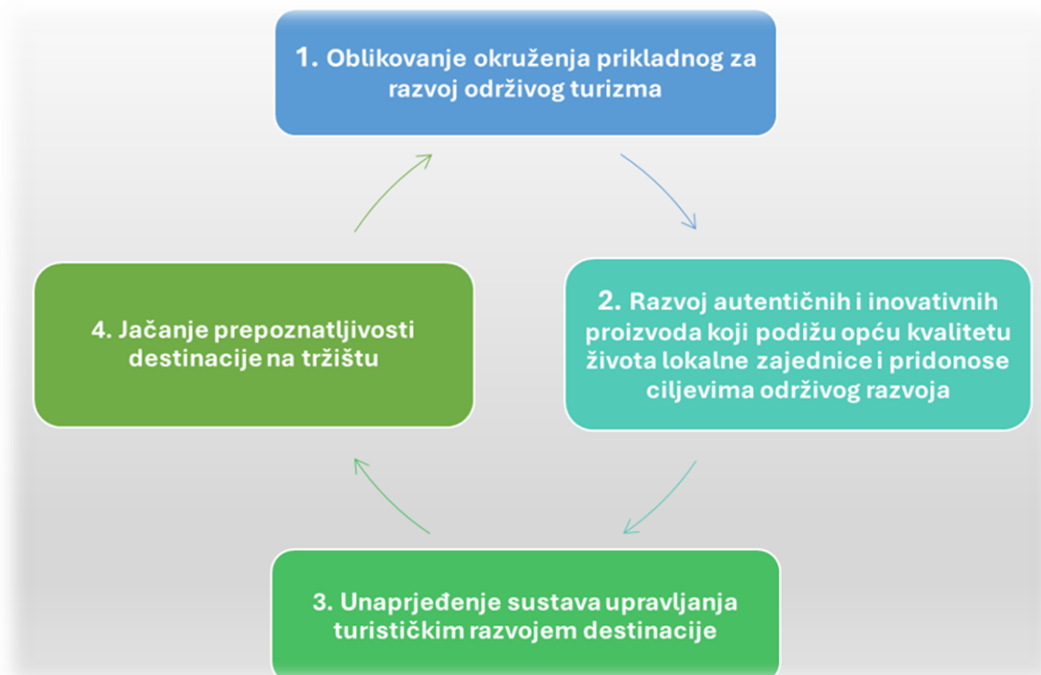 1. Oblikovanje okruženja prikladnog za
razvoj održivog turizma
2. Razvoj autentičnih i inovativnih
proizvoda koji podižu opću kvalitetu
života lokalne zajednice i pridonose
ciljevima održivog razvoja
3. Unaprjeđenje sustava upravljanja
turističkim razvojem destinacije
4. Jačanje prepoznatljivosti
destinacije na tržištu